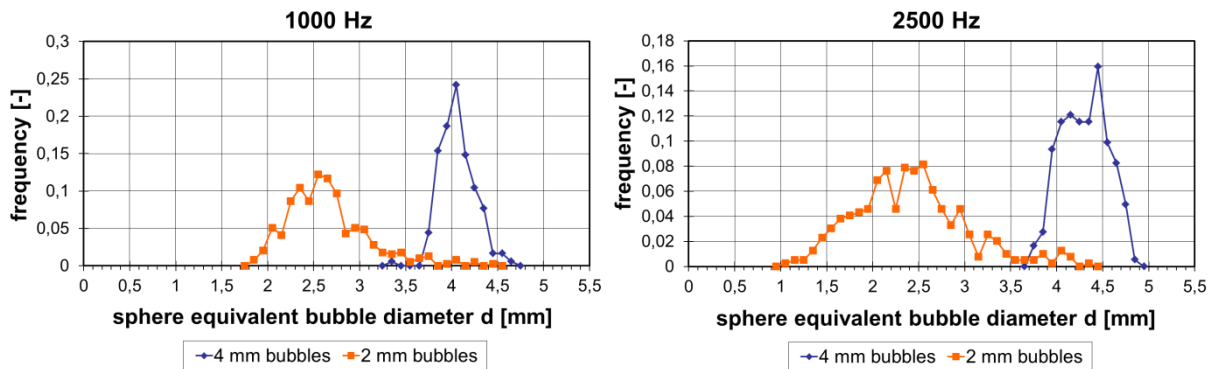 1000 Hz
frequency [-]
0,3
0,25
0,2
0,15
0,1
0,05
0
0 0,5 1 1,5 2 2,5 3 3,5 4 4,5 5 5,5
sphere equivalent bubble diameter d [mm]
4 mm bubbles 2 mm bubbles
2500 Hz
frequency [-]
0,18
0,16
0,14
0,12
0,1
0,08
0,06
0,04
0,02
0
0 0,5 1 1,5 2 2,5 3 3,5 4 4,5 5 5,5
sphere equivalent bubble diameter d [mm]
4 mm bubbles 2 mm bubbles